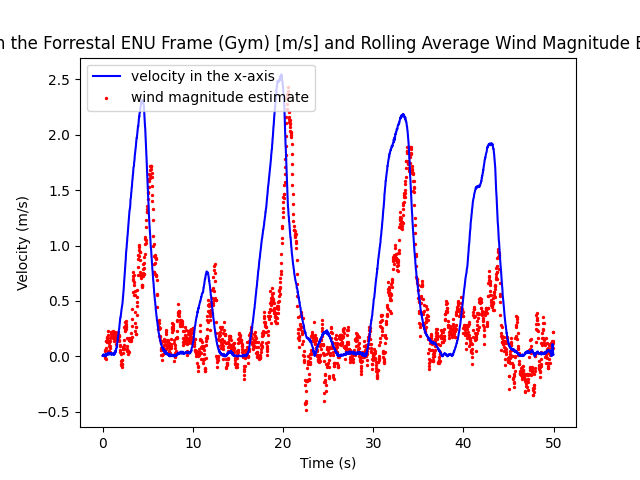 the Forrestal ENU Frame (Gym) [m/s] and Rolling Average Wind Magnitude
velocity in the x-axis
wind magnitude estimate
Velocity (m/s)
2.5
2.0
1.5
1.0
0.5
0.0
−0.5
0
10
20
30
40
50
Time (s)